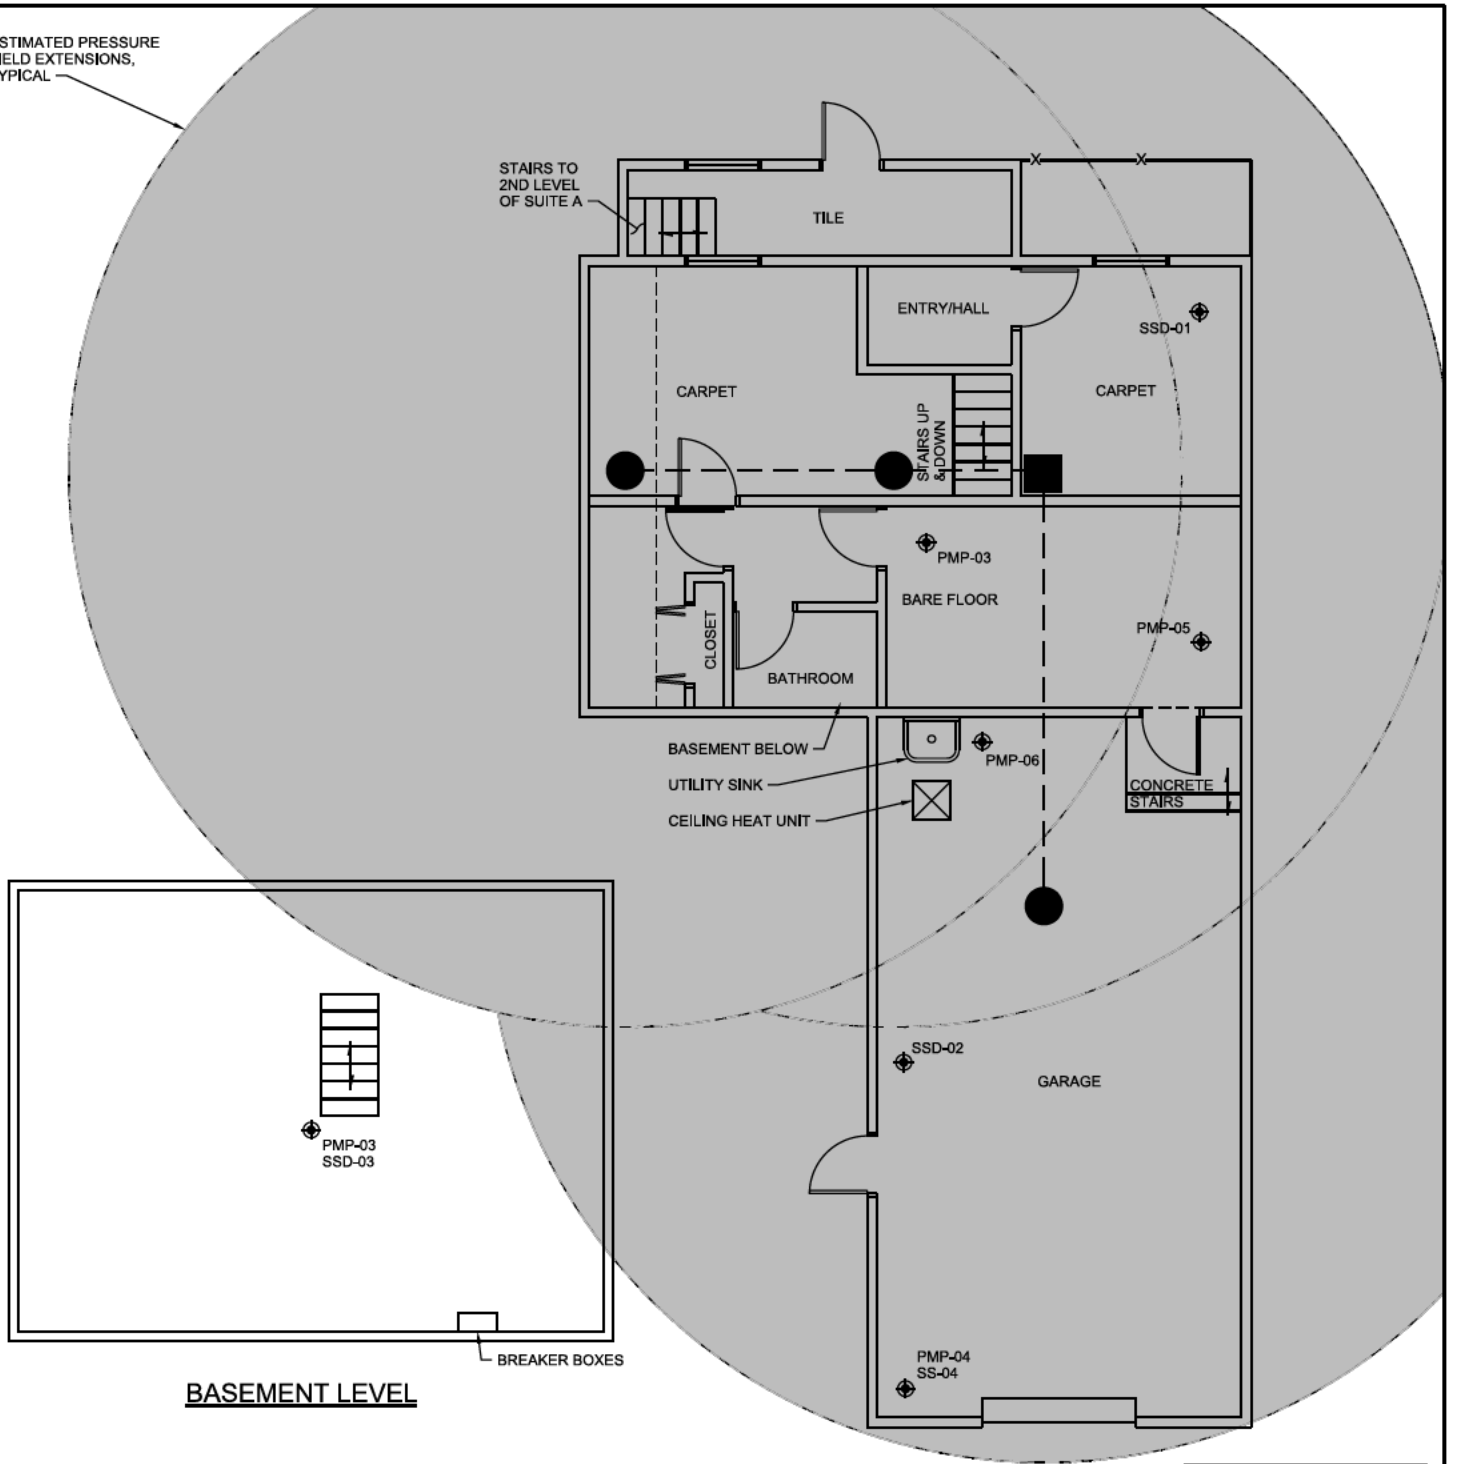 STIMATED PRESSURE
IELD EXTENSIONS,
YPICAL
STAIRS TO
2ND LEVEL
OF SUITE A
TILE
X X
ENTRY/HALL
SSD-01
CARPET
CARPET
STAIRS UP
& DOWN
PMP-03
BARE FLOOR
PMP-05
CLOSET
BATHROOM
BASEMENT BELOW
PMP-06
UTILITY SINK
CONCRETE
STAIRS
CEILING HEAT UNIT
SSD-02
GARAGE
PMP-03
SSD-03
PMP-04
SS-04
BREAKER BOXES
BASEMENT LEVEL